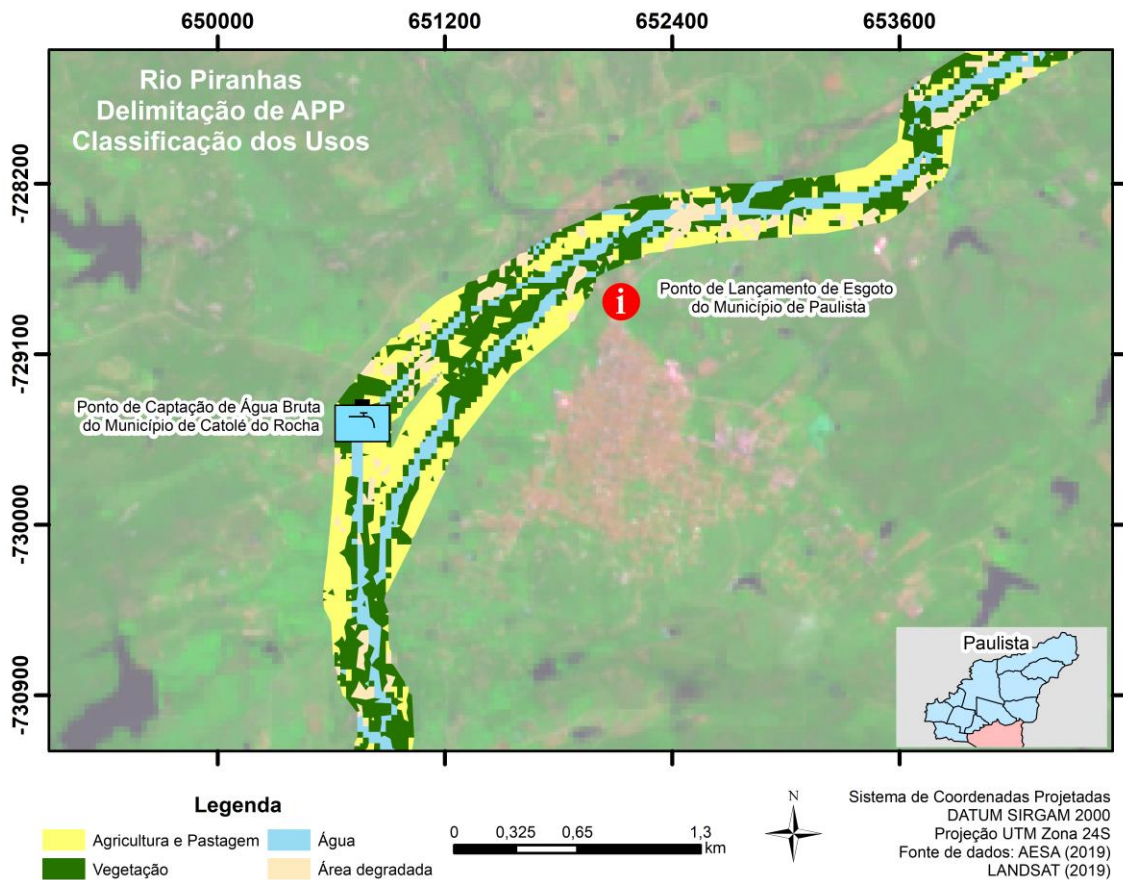 650000 651200 652400 653600
Rio Piranhas
Delimitação de APP
Classificação dos Usos
-728200
-729100
-730000
-730900
Ponto de Lançamento de Esgoto
do Município de Paulista
i
Ponto de Captação de Água Bruta
do Município de Catolé do Rocha
Paulista
Legenda
Agricultura e Pastagem
Água
Vegetação
Área degradada
0 0,325 0,65 1,3
km
N
Sistema de Coordenadas Projetadas
DATUM SIRGAM 2000
Projeção UTM Zona 24S
Fonte de dados: AESA (2019)
LANDSAT (2019)